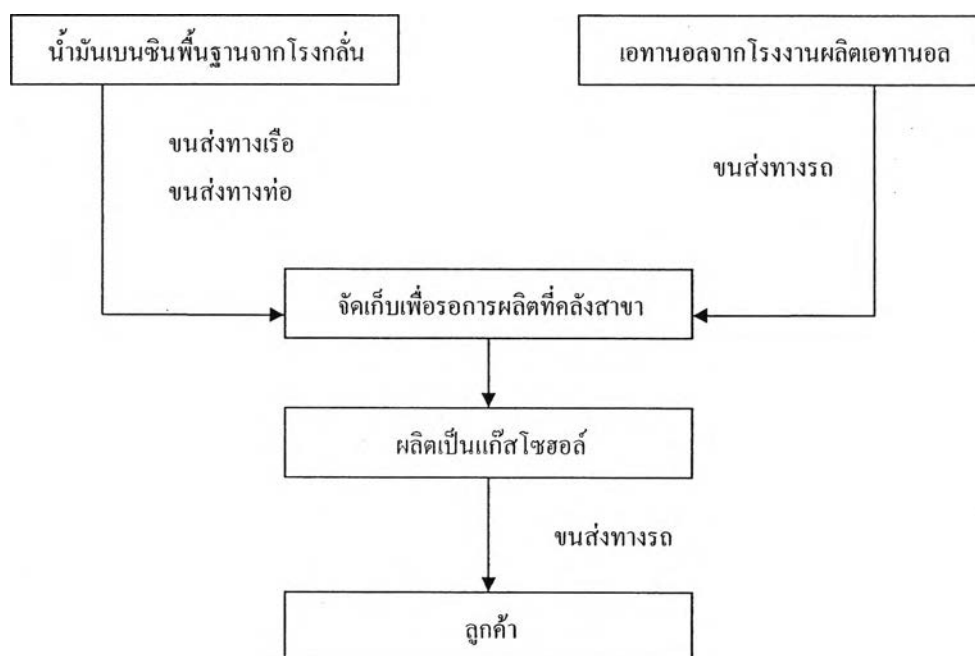 น้ำมันเบนซินพื้นฐานจากโรงกลั่น
เอทานอลจากโรงงานผลิตเอทานอล
ขนส่งทางเรือ
ขนส่งทางท่อ
ขนส่งทางรถ
จัดเก็บเพื่อรอการผลิตที่คลังสาขา
ผลิตเป็นแก๊สโซฮอล์
ขนส่งทางรถ
ลูกค้า